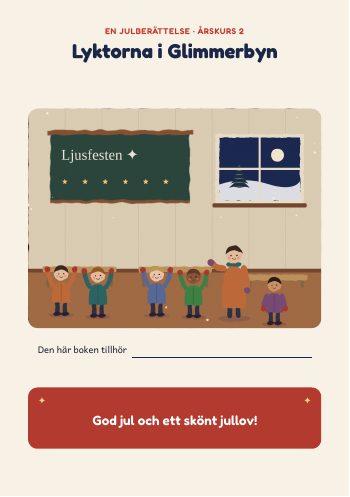 EN JULBERÄTTELSE · ÅRSKURS 2
Lyktorna i Glimmerbyn
Ljusfesten
Den här boken tillhör
God jul och ett skönt jullov!